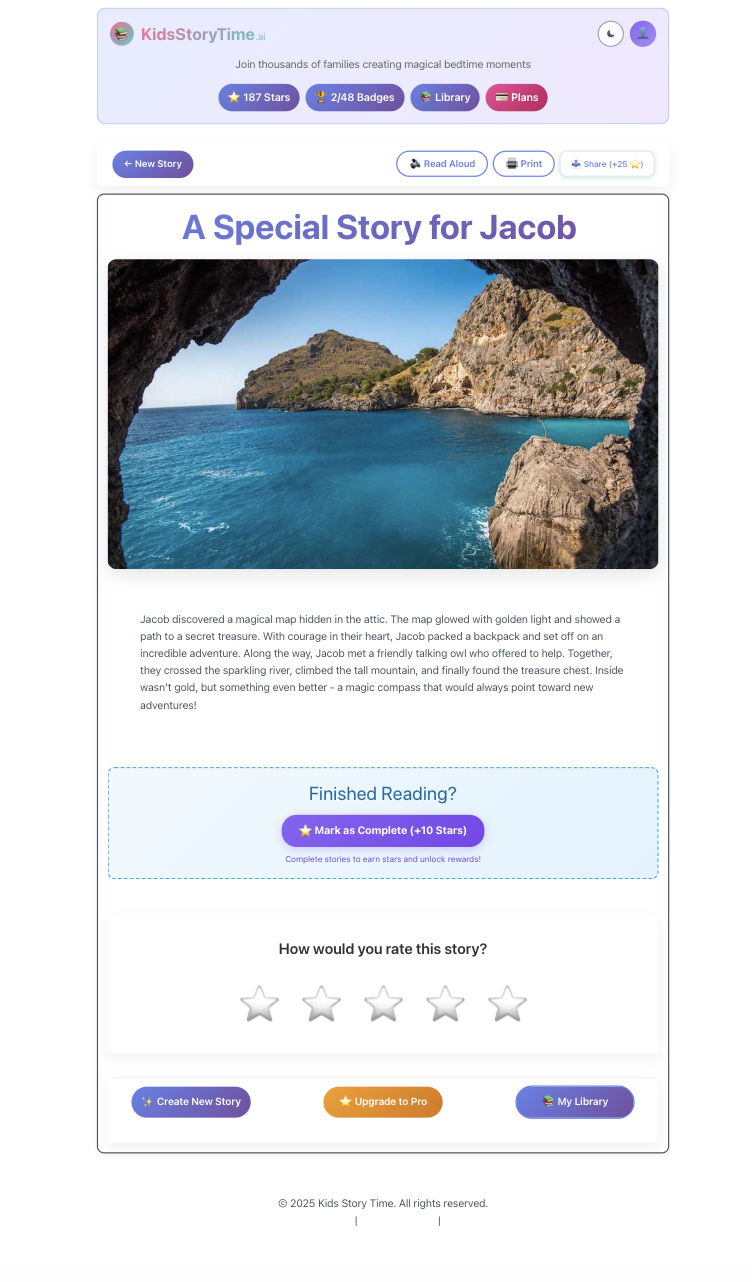 KidsStoryTime.ai
Join thousands of families creating magical bedtime moments
⭐ 187 Stars
🏆 2/48 Badges
📚 Library
💳 Plans
← New Story
🔊 Read Aloud
🖨️ Print
📤 Share (+25 ⭐)
A Special Story for Jacob
Jacob discovered a magical map hidden in the attic. The map glowed with golden light and showed a
path to a secret treasure. With courage in their heart, Jacob packed a backpack and set off on an
incredible adventure. Along the way, Jacob met a friendly talking owl who offered to help. Together,
they crossed the sparkling river, climbed the tall mountain, and finally found the treasure chest. Inside
wasn't gold, but something even better - a magic compass that would always point toward new
adventures!
Finished Reading?
⭐ Mark as Complete (+10 Stars)
Complete stories to earn stars and unlock rewards!
How would you rate this story?
✨ Create New Story
⭐ Upgrade to Pro
📚 My Library
© 2025 Kids Story Time. All rights reserved.
| |